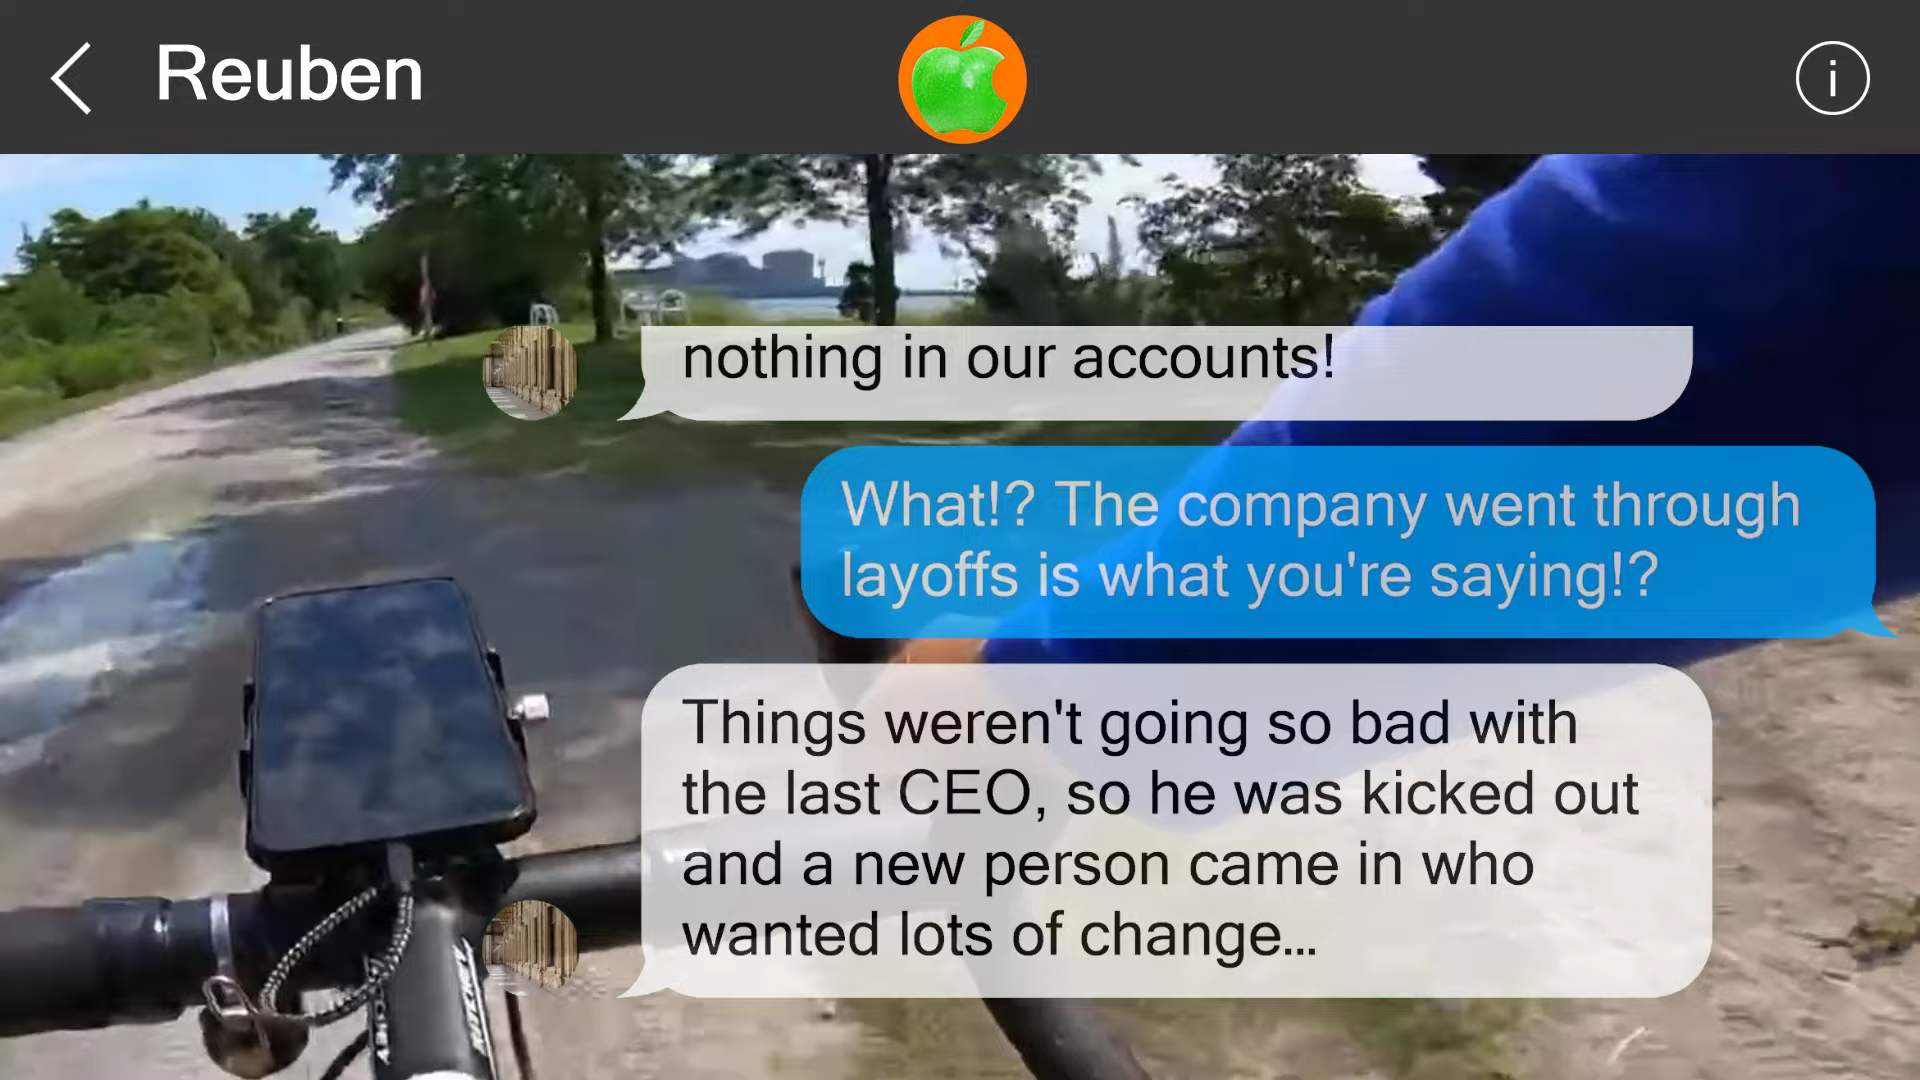 Reuben
i
nothing in our accounts!
What!? The company went through
layoffs is what you're saying!?
Things weren't going so bad with
the last CEO, so he was kicked out
and a new person came in who
wanted lots of change...